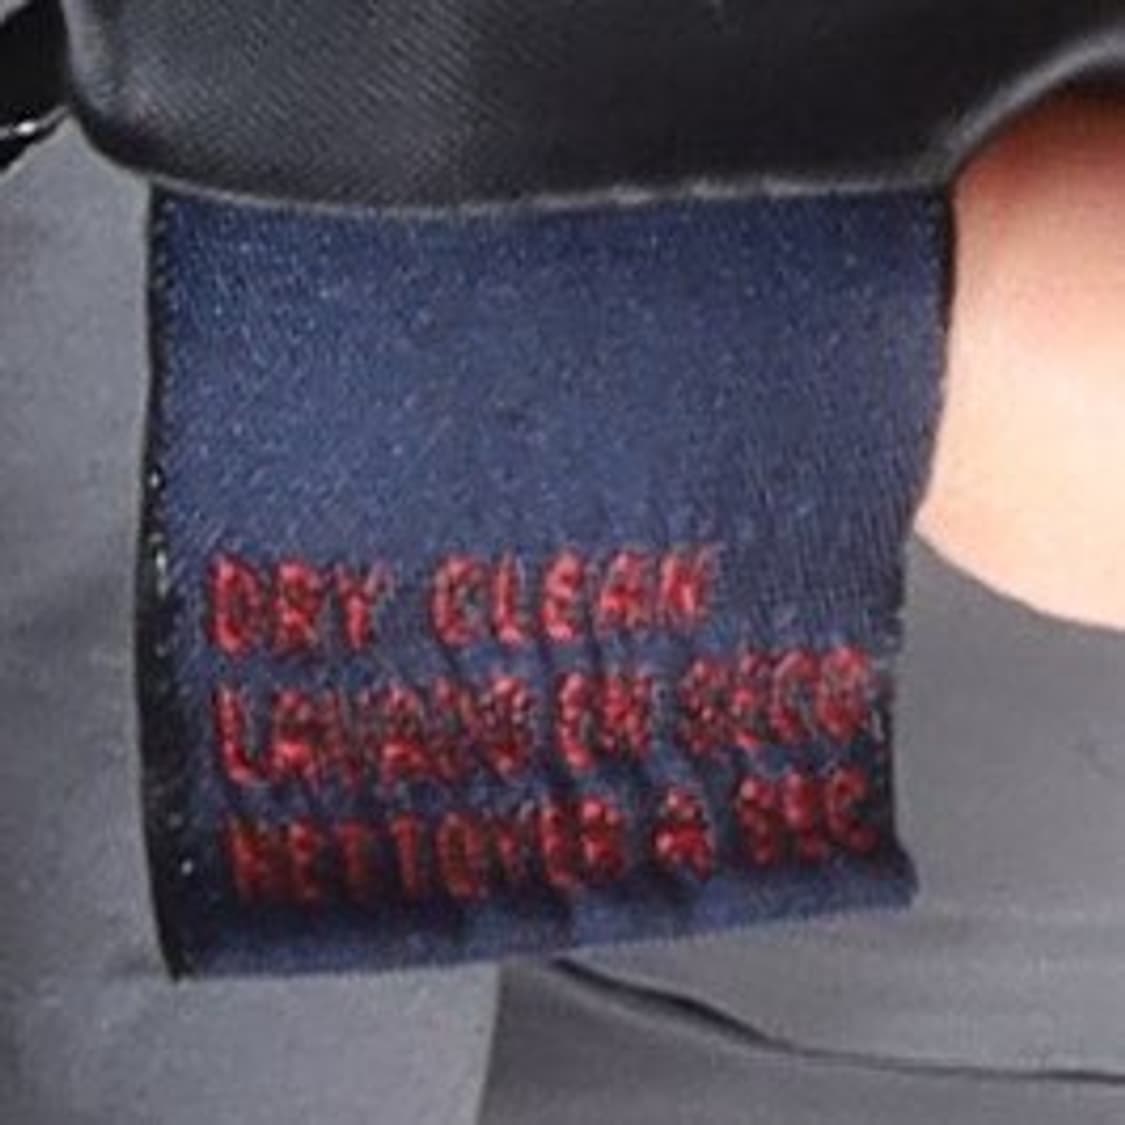 DRY CLEAN
LAVADO EN SECO
NETTOYER A SEC